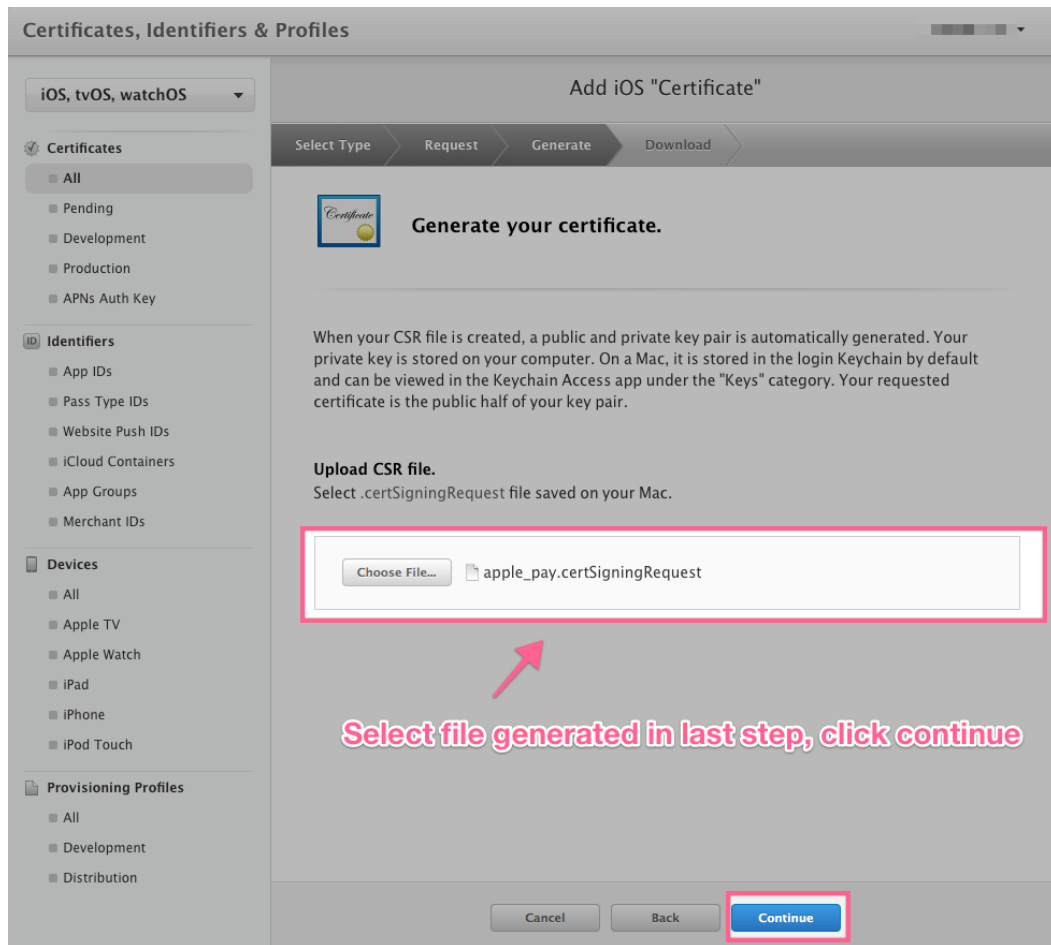 Certificates, Identifiers & Profiles
iOS, tvOS, watchOS
Certificates
All
Pending
Development
Production
APNs Auth Key
ID Identifiers
App IDs
Pass Type IDs
Website Push IDs
iCloud Containers
App Groups
Merchant IDs
Devices
All
Apple TV
Apple Watch
iPad
iPhone
iPod Touch
Provisioning Profiles
All
Development
Distribution
Add iOS "Certificate"
Select Type Request Generate Download
Certificate
Generate your certificate.
When your CSR file is created, a public and private key pair is automatically generated. Your
private key is stored on your computer. On a Mac, it is stored in the login Keychain by default
and can be viewed in the Keychain Access app under the "Keys" category. Your requested
certificate is the public half of your key pair.
Upload CSR file.
Select .certSigningRequest file saved on your Mac.
Choose File... apple_pay.certSigningRequest
Select file generated in last step, click continue
Cancel Back Continue